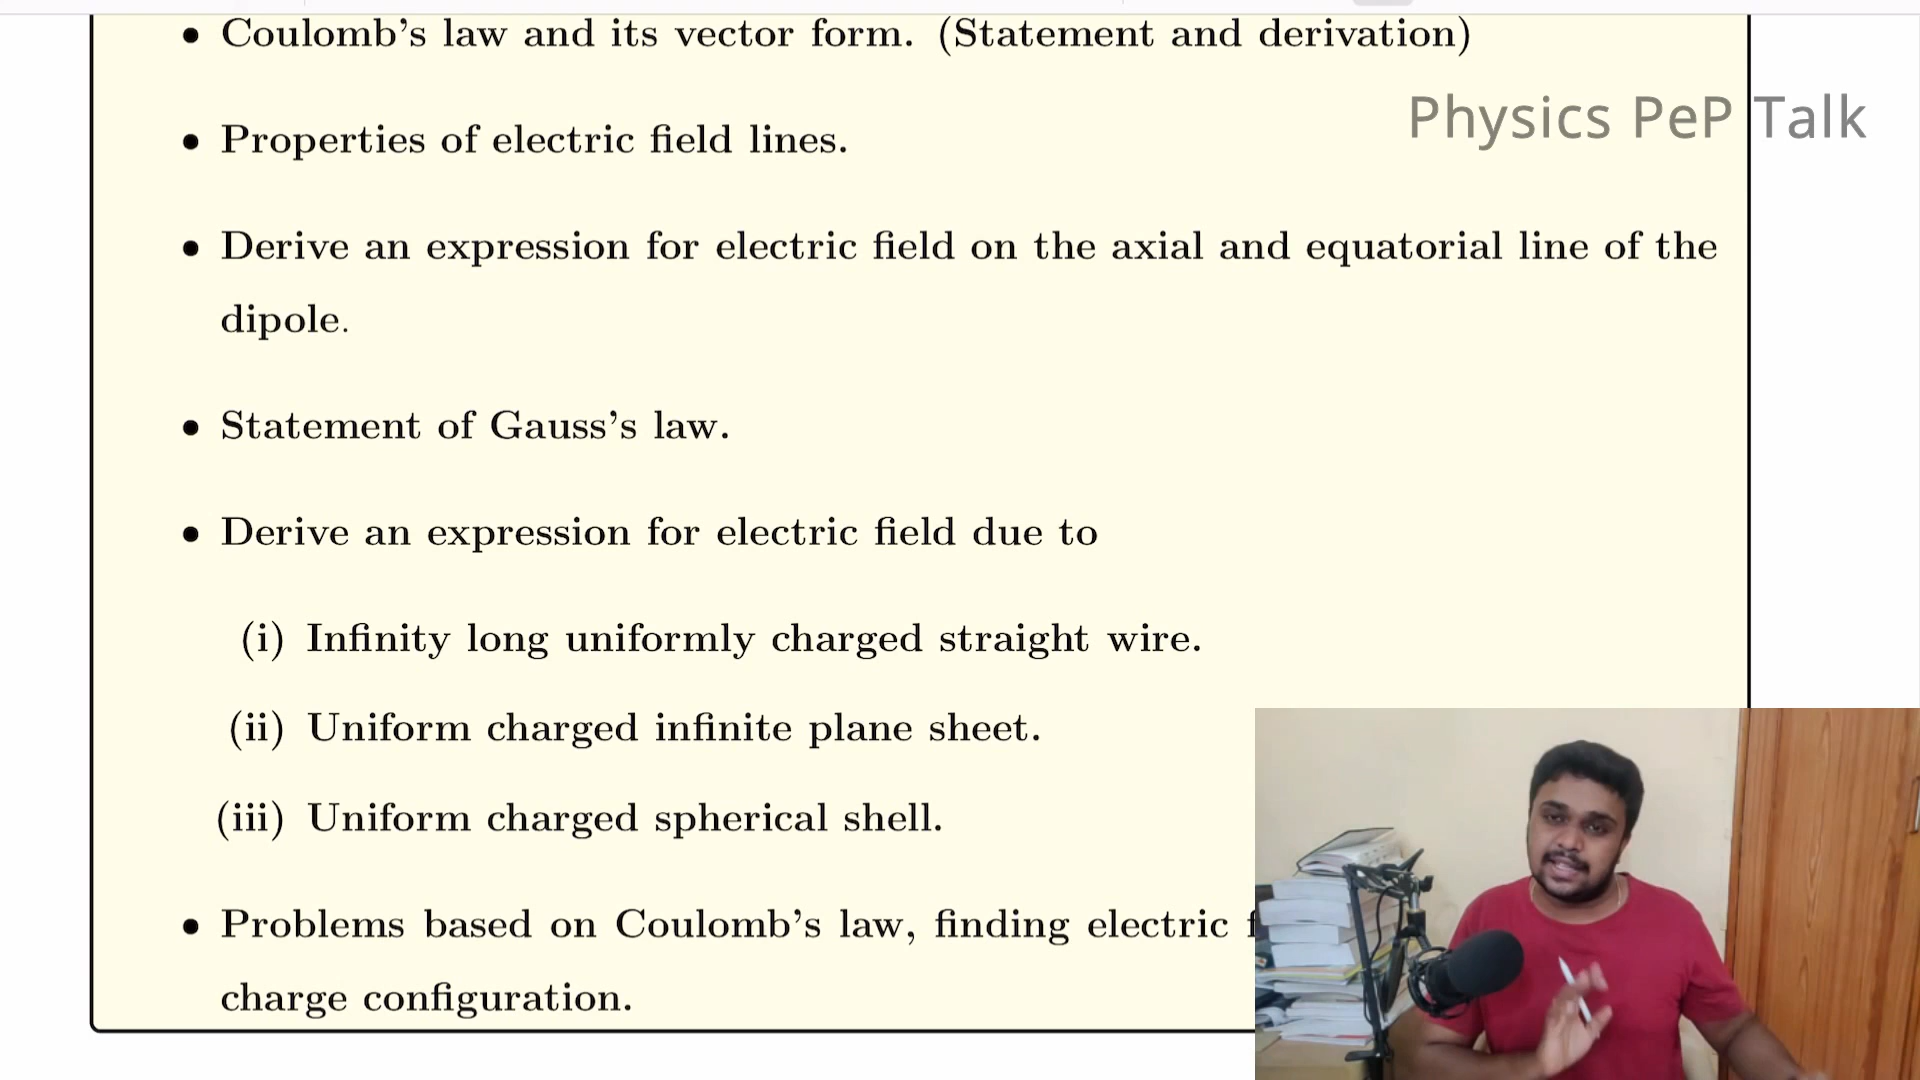 • Coulomb's law and its vector form. (Statement and derivation)
Physics PeP Talk
• Properties of electric field lines.
• Derive an expression for electric field on the axial and equatorial line of the
dipole.
• Statement of Gauss's law.
• Derive an expression for electric field due to
(i) Infinity long uniformly charged straight wire.
(ii) Uniform charged infinite plane sheet.
(iii) Uniform charged spherical shell.
• Problems based on Coulomb's law, finding electric
charge configuration.